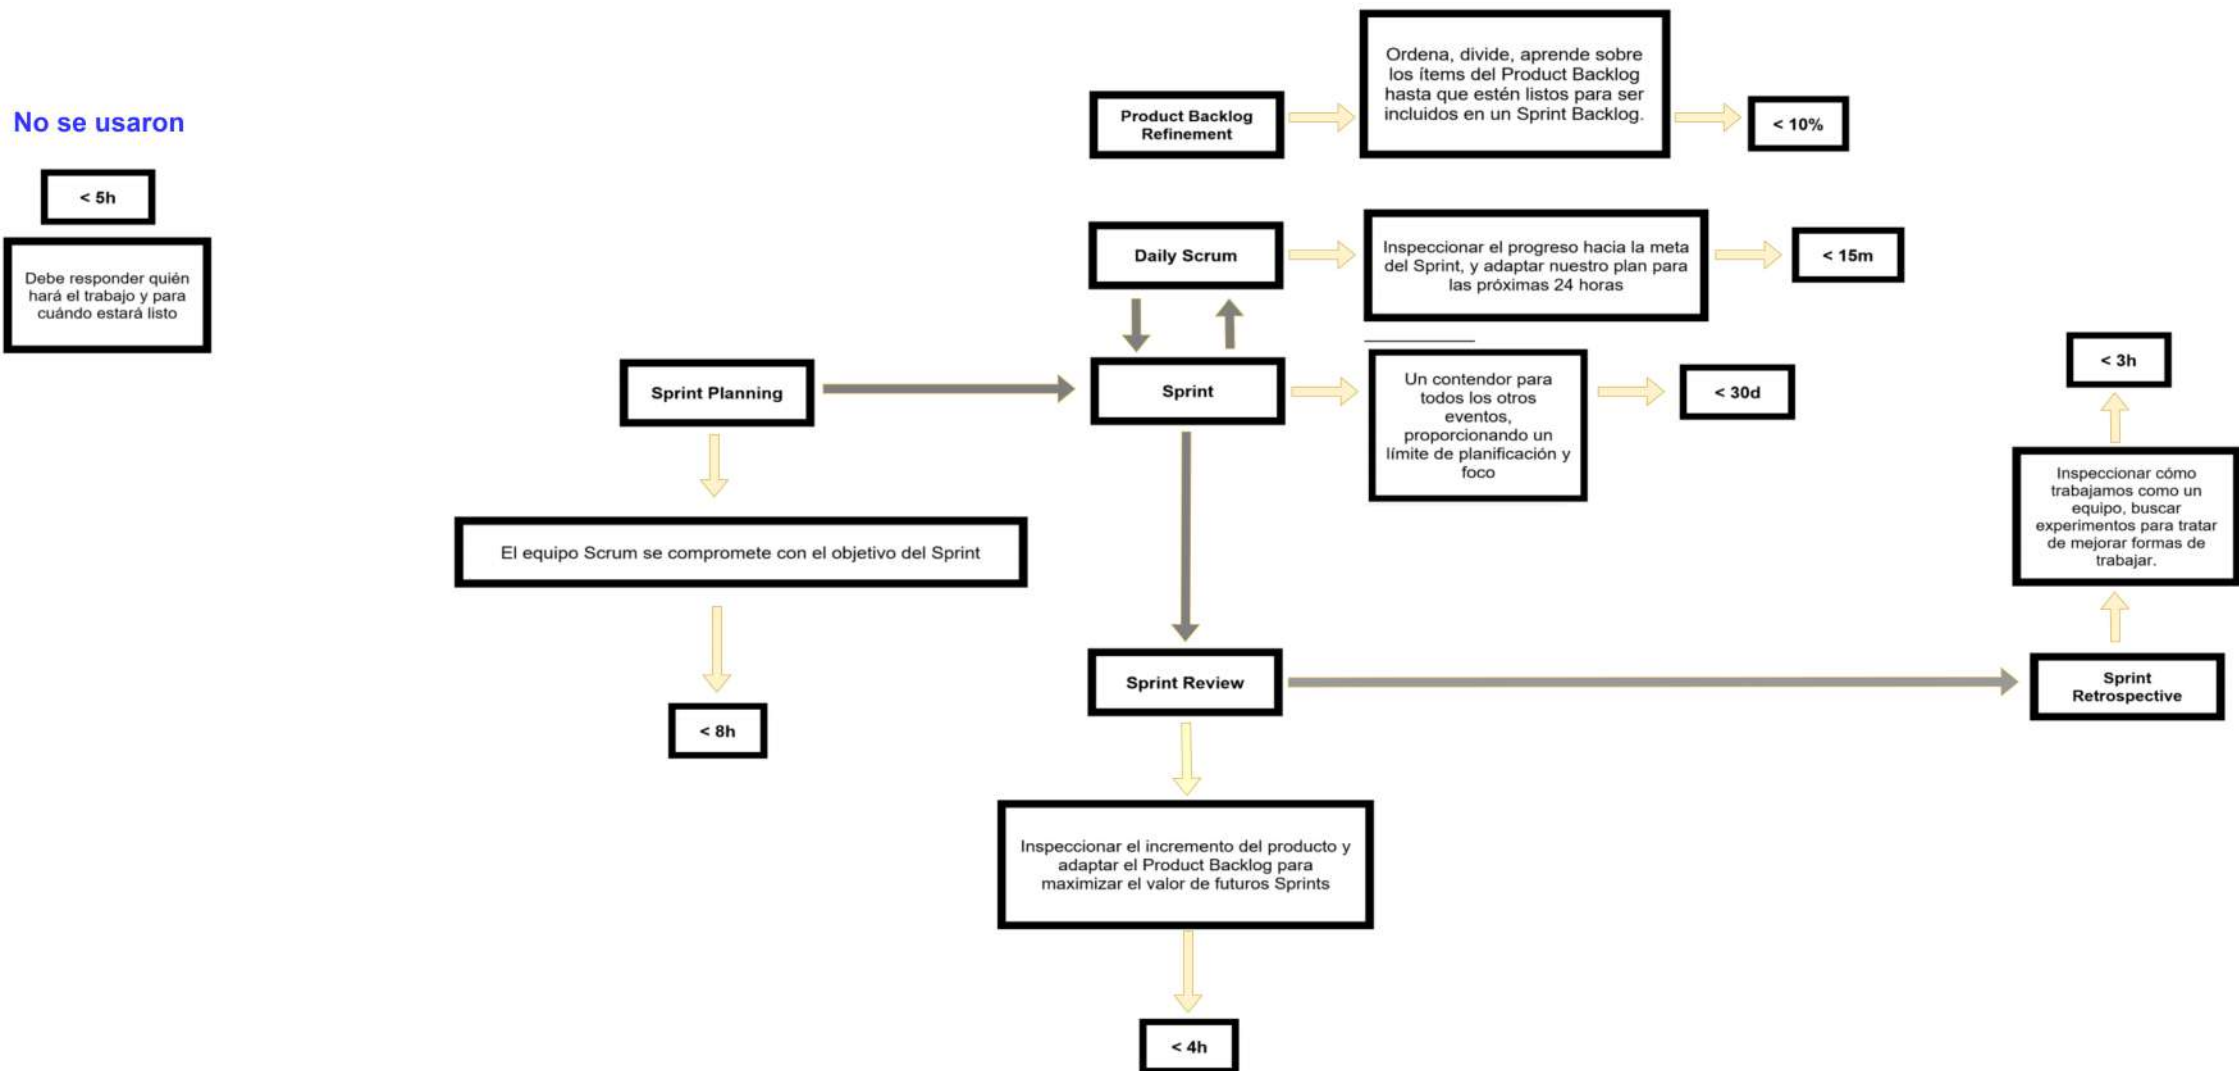 No se usaron
< 5h
Debe responder quién
hará el trabajo y para
cuándo estará listo
Product Backlog
Refinement
Ordena, divide, aprende sobre
los ítems del Product Backlog
hasta que estén listos para ser
incluidos en un Sprint Backlog.
< 10%
Daily Scrum
Inspeccionar el progreso hacia la meta
del Sprint, y adaptar nuestro plan para
las próximas 24 horas
< 15m
Sprint Planning
Sprint
Un contendor para
todos los otros
eventos,
proporcionando un
límite de planificación y
foco
< 30d
El equipo Scrum se compromete con el objetivo del Sprint
< 8h
Sprint Review
Inspeccionar el incremento del producto y
adaptar el Product Backlog para
maximizar el valor de futuros Sprints
< 4h
< 3h
Inspeccionar cómo
trabajamos como un
equipo, buscar
experimentos para tratar
de mejorar formas de
trabajar.
Sprint
Retrospective